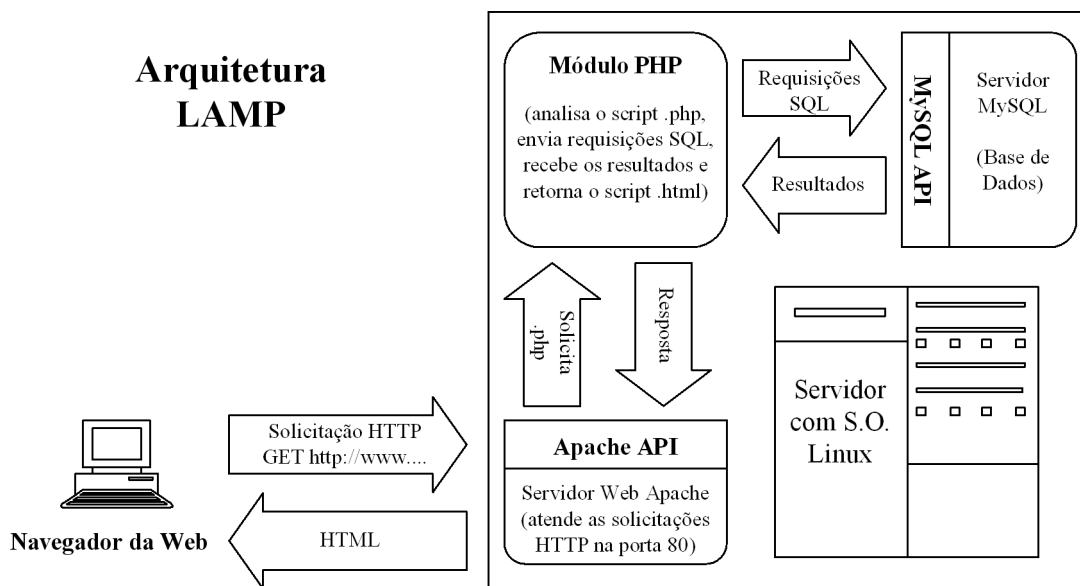 Arquitetura
LAMP
Módulo PHP
(analisa o script .php,
envia requisições SQL,
recebe os resultados e
retorna o script .html)
Requisições
SQL
Resultados
MySQL API
Servidor
MySQL
(Base de
Dados)
Solicita
.php
Resposta
Servidor
com S.O.
Linux
Solicitação HTTP
GET http://www....
HTML
Navegador da Web
Apache API
Servidor Web Apache
(atende as solicitações
HTTP na porta 80)